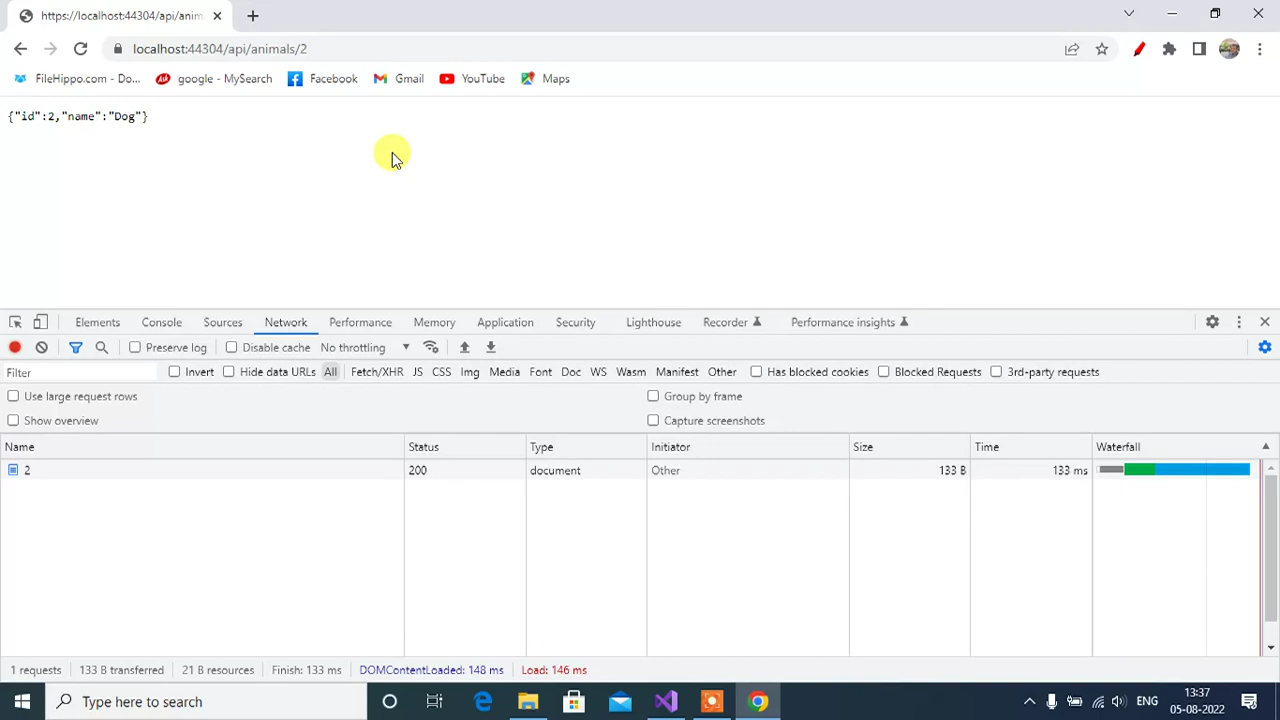 https://localhost:44304/api/anim
localhost:44304/api/animals/2
FileHippo.com - Do... google - MySearch Facebook Gmail YouTube Maps
{"id":2,"name":"Dog"}
Elements Console Sources Network Performance Memory Application Security Lighthouse Recorder Performance insights
Preserve log Disable cache No throttling
Filter Invert Hide data URLs All Fetch/XHR JS CSS Img Media Font Doc WS Wasm Manifest Other Has blocked cookies Blocked Requests 3rd-party requests
Use large request rows Group by frame
Show overview Capture screenshots
Name Status Type Initiator Size Time Waterfall
2 200 document Other 133 B 133 ms
1 requests 133 B transferred 21 B resources Finish: 133 ms DOMContentLoaded: 148 ms Load: 146 ms
Type here to search ENG 13:37
05-08-2022